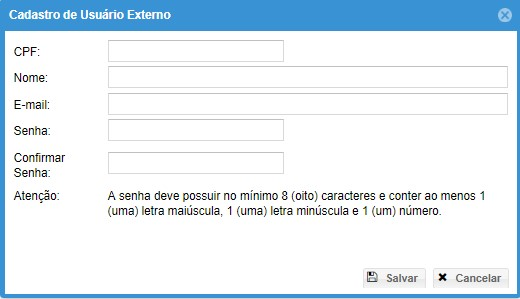 Cadastro de Usuário Externo
CPF:
Nome:
E-mail:
Senha:
Confirmar
Senha:
Atenção:
A senha deve possuir no mínimo 8 (oito) caracteres e conter ao menos 1
(uma) letra maiúscula, 1 (uma) letra minúscula e 1 (um) número.
Salvar
Cancelar